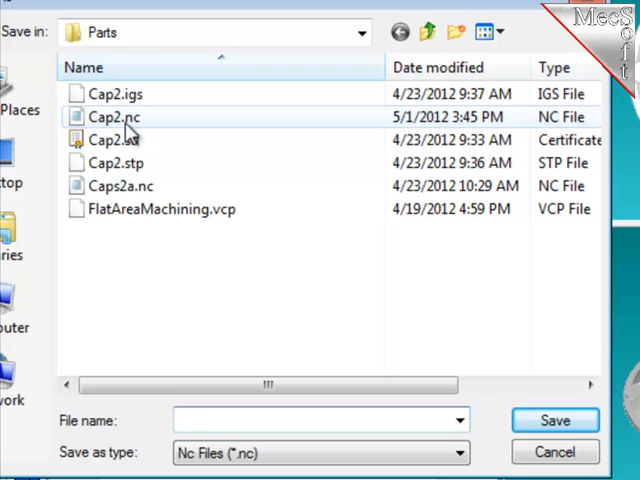 MecSoft
Save in: Parts
Name Date modified Type
Cap2.igs 4/23/2012 9:37 AM IGS File
Cap2.nc 5/1/2012 3:45 PM NC File
4/23/2012 9:33 AM Certificate
Cap2.stp 4/23/2012 9:36 AM STP File
Caps2a.nc 4/23/2012 10:29 AM NC File
FlatAreaMachining.vcp 4/19/2012 4:59 PM VCP File
Places
top
ries
puter
work
File name: Save
Save as type: Nc Files (*.nc) Cancel